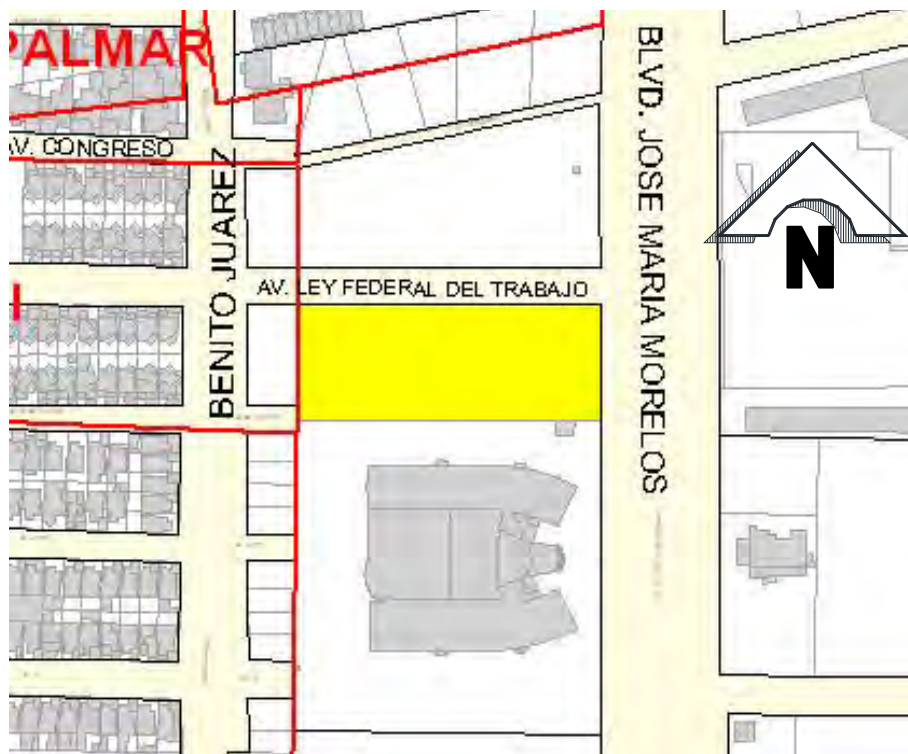 PALMAR
AV. CONGRESO
BENITO JUAREZ
AV. LEY FEDERAL DEL TRABAJO
BLVD. JOSE MARIA MORELOS
N